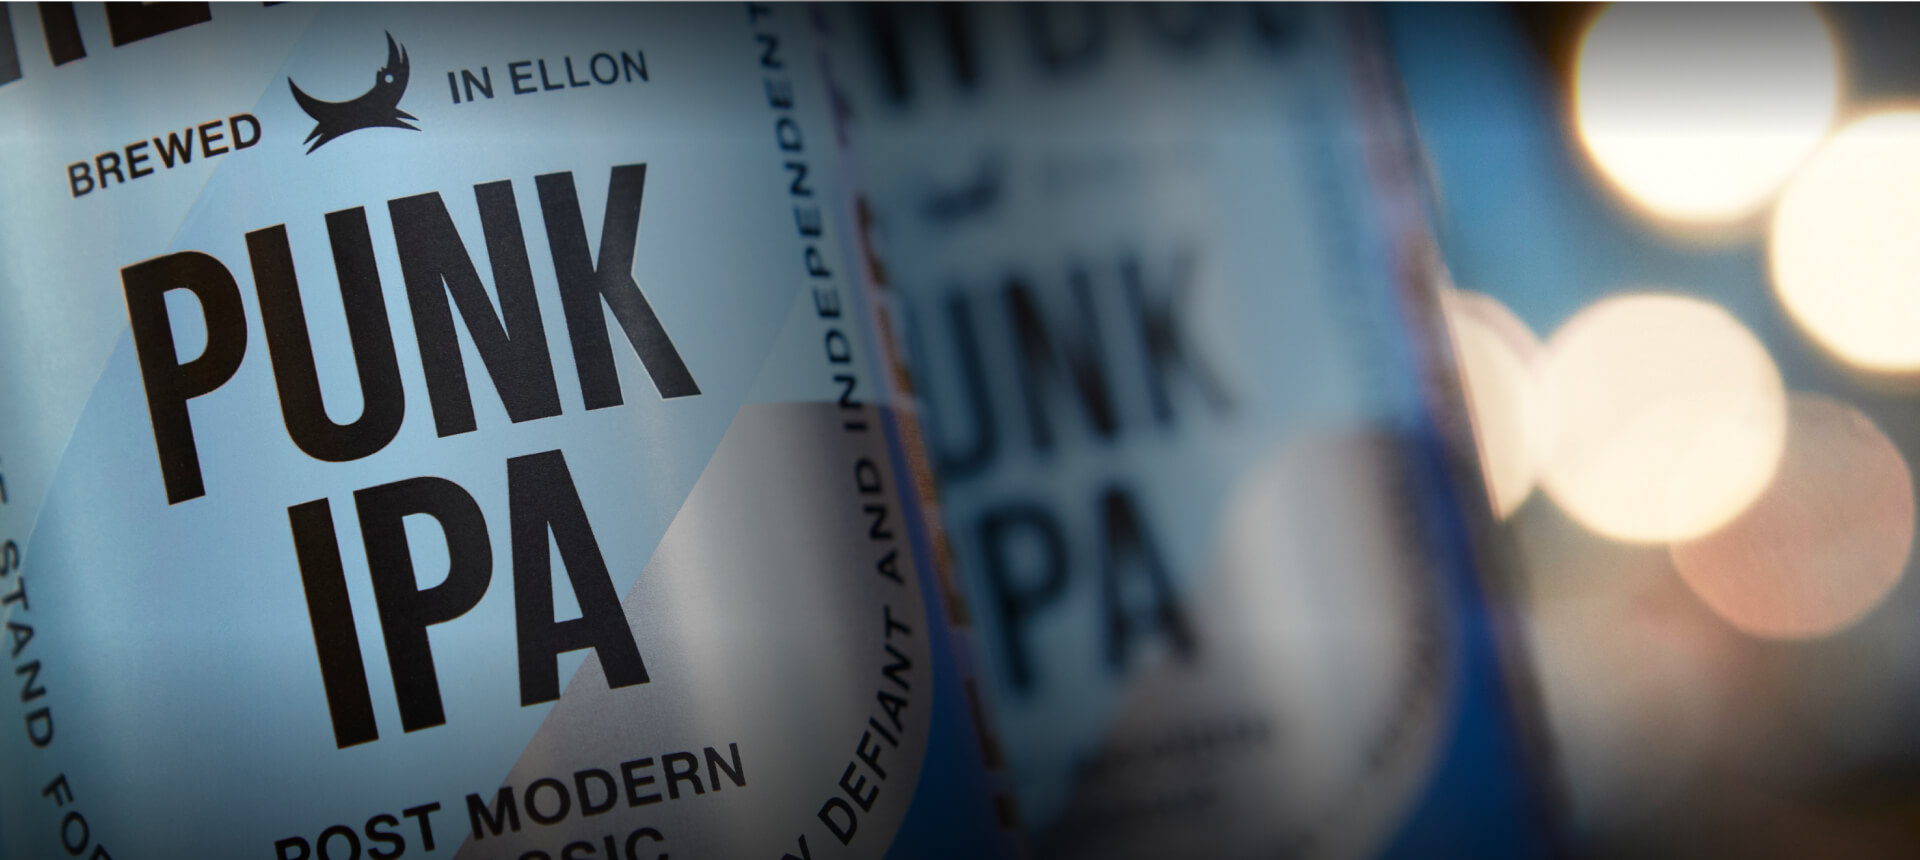 BREWED IN ELLON
PUNK
IPA
POST MODERN
STAND FOR
DEFIANT AND INDEPENDENT
UNK
PA